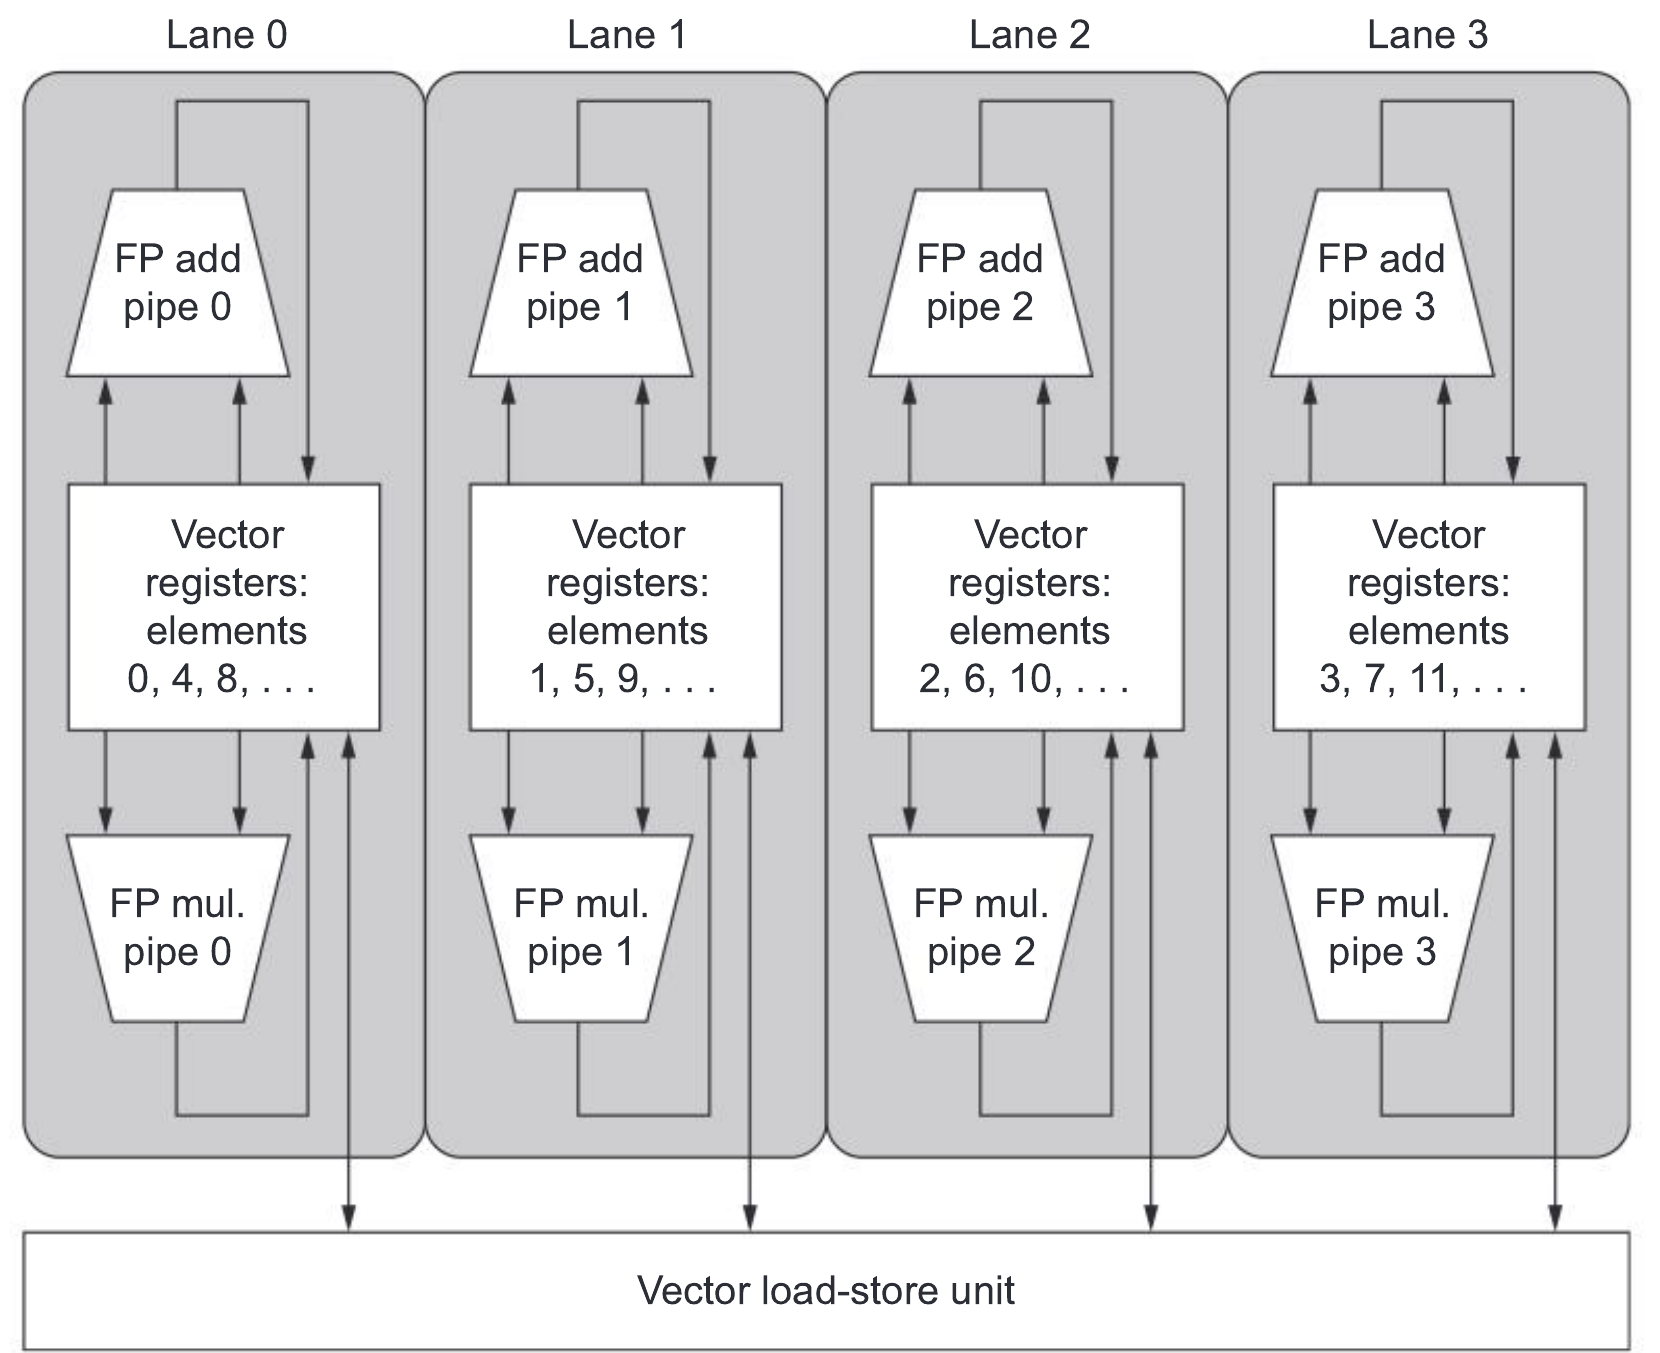 Lane 0
Lane 1
Lane 2
Lane 3
FP add
pipe 0
FP add
pipe 1
FP add
pipe 2
FP add
pipe 3
Vector
registers:
elements
0, 4, 8, . . .
Vector
registers:
elements
1, 5, 9, . . .
Vector
registers:
elements
2, 6, 10, . . .
Vector
registers:
elements
3, 7, 11, . . .
FP mul.
pipe 0
FP mul.
pipe 1
FP mul.
pipe 2
FP mul.
pipe 3
Vector load-store unit